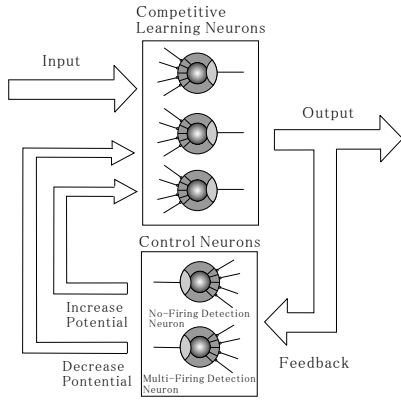 Competitive
Learning Neurons
Input
Output
Control Neurons
Increase
Potential
No-Firing Detection
Neuron
Decrease
Pontential
Multi-Firing Detection
Neuron
Feedback